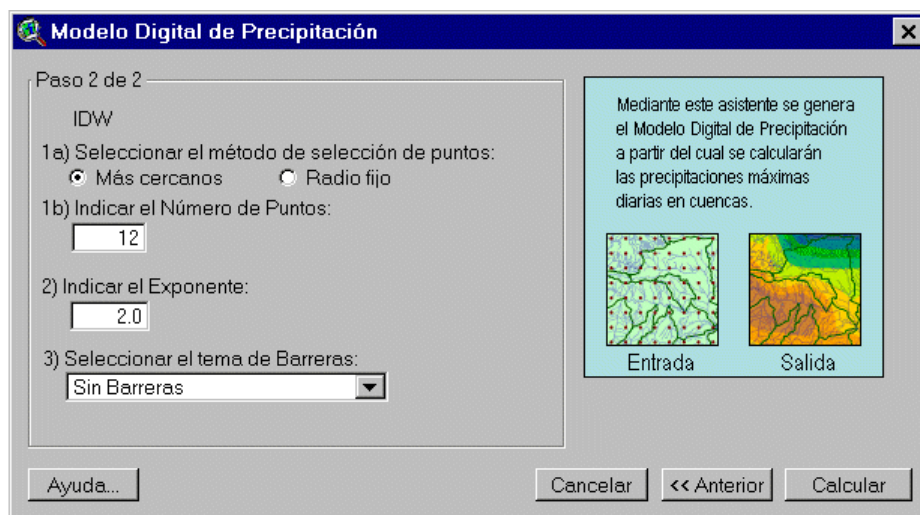 Modelo Digital de Precipitación
Paso 2 de 2
IDW
1a) Seleccionar el método de selección de puntos:
Más cercanos Radio fijo
1b) Indicar el Número de Puntos:
12
2) Indicar el Exponente:
2.0
3) Seleccionar el tema de Barreras:
Sin Barreras
Mediante este asistente se genera
el Modelo Digital de Precipitación
a partir del cual se calcularán
las precipitaciones máximas
diarias en cuencas.
Entrada Salida
Ayuda... Cancelar << Anterior Calcular